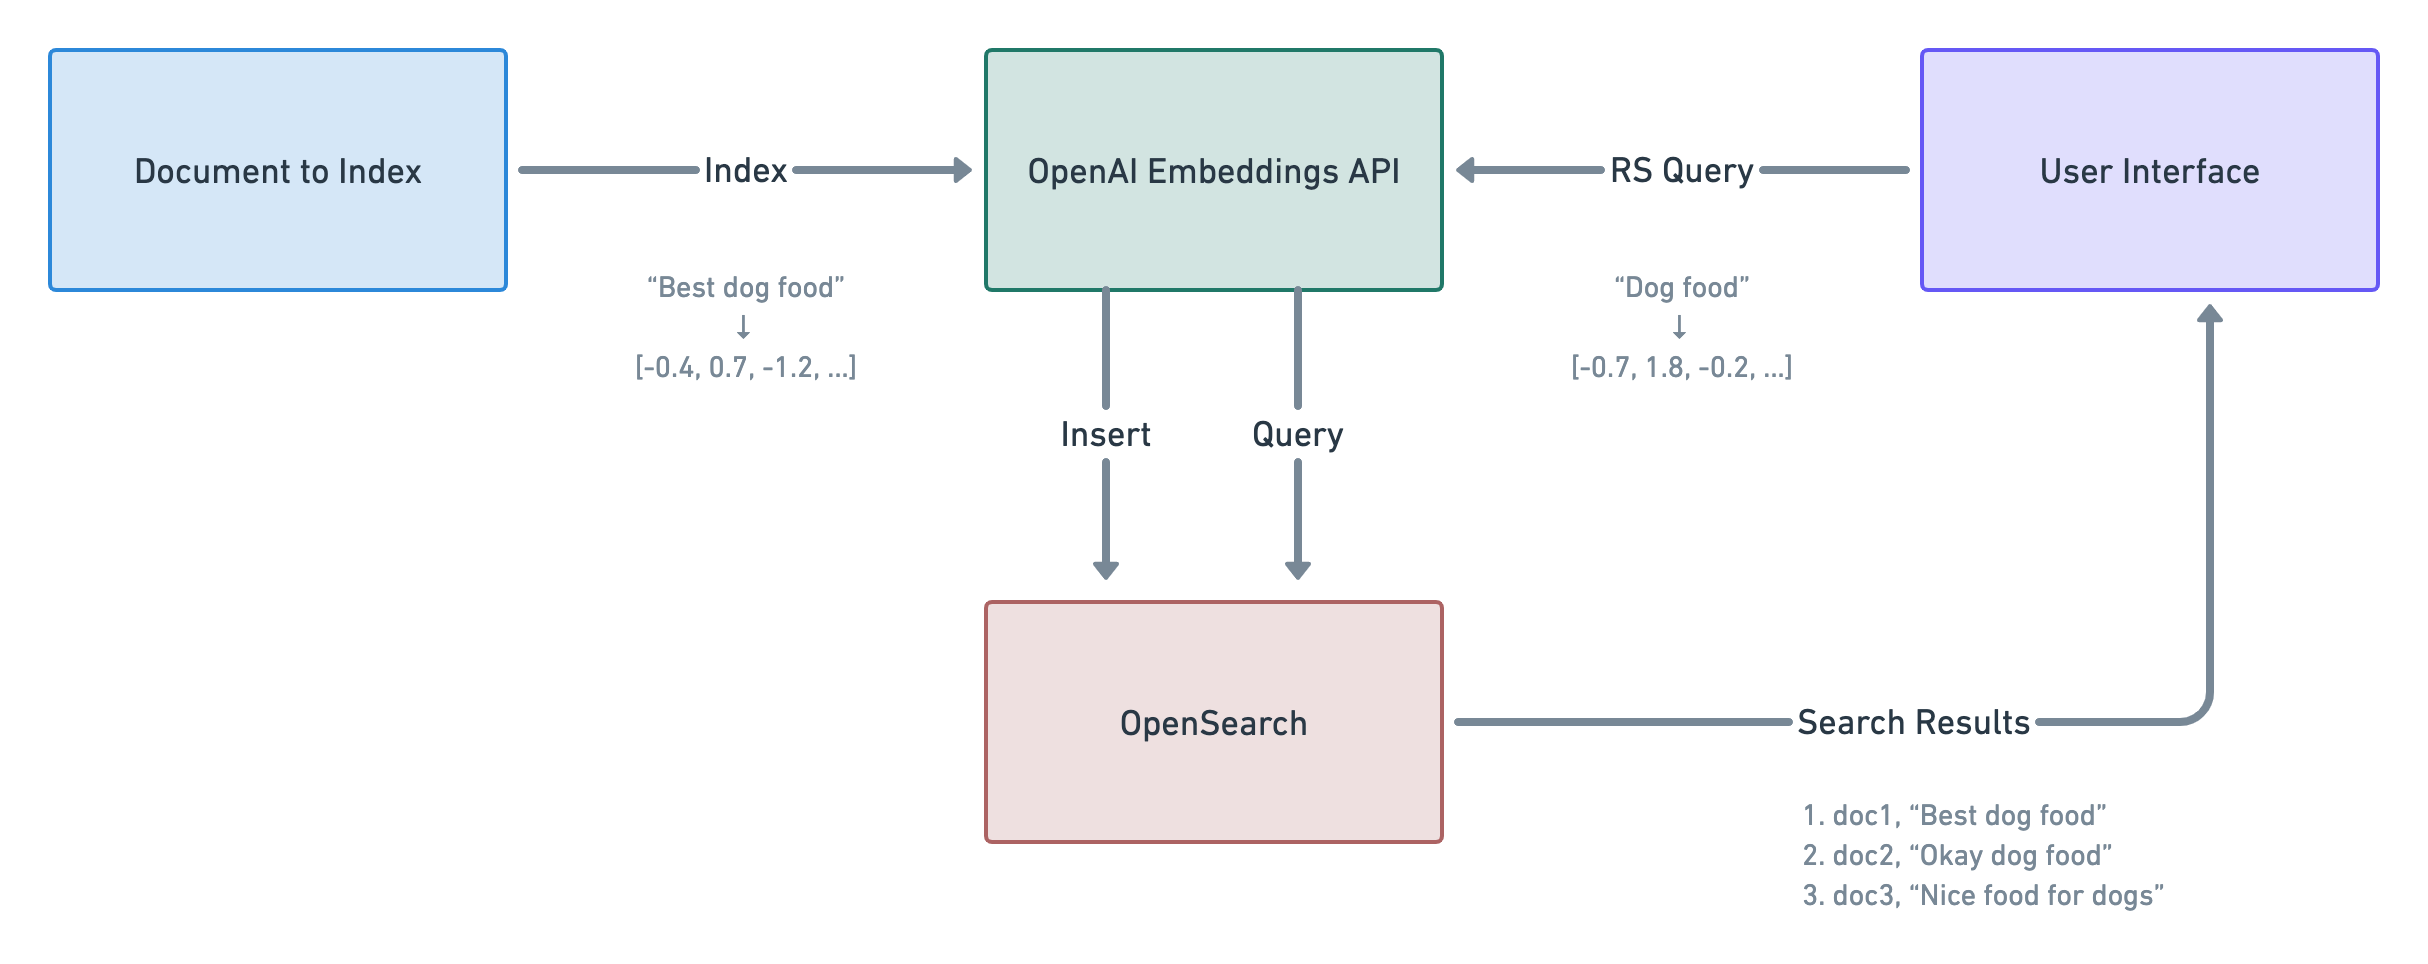 Document to Index
Index
OpenAI Embeddings API
RS Query
User Interface
“Best dog food”
↓
[-0.4, 0.7, -1.2, ...]
“Dog food”
↓
[-0.7, 1.8, -0.2, ...]
Insert
Query
OpenSearch
Search Results
1. doc1, “Best dog food”
2. doc2, “Okay dog food”
3. doc3, “Nice food for dogs”